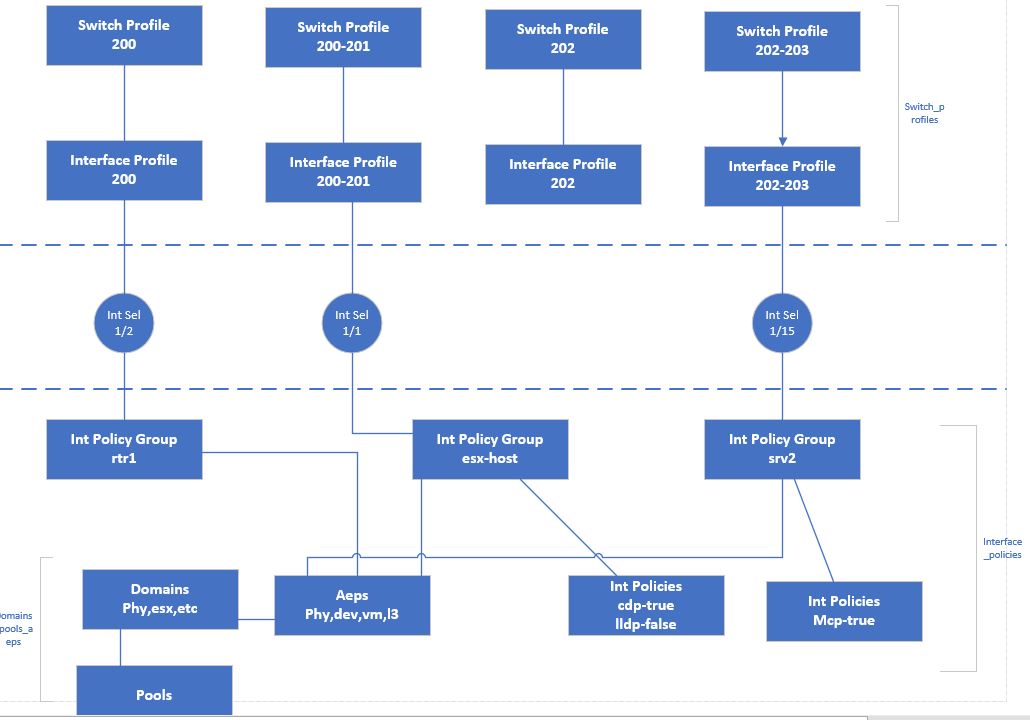 Switch Profile
200
Switch Profile
200-201
Switch Profile
202
Switch Profile
202-203
Switch_p
rofiles
Interface Profile
200
Interface Profile
200-201
Interface Profile
202
Interface Profile
202-203
Int Sel
1/2
Int Sel
1/1
Int Sel
1/15
Int Policy Group
rtr1
Int Policy Group
esx-host
Int Policy Group
srv2
Interface
_policies
Domains
Phy,esx,etc
Aeps
Phy,dev,vm,l3
Int Policies
cdp-true
lldp-false
Int Policies
Mcp-true
omains
pools_a
eps
Pools